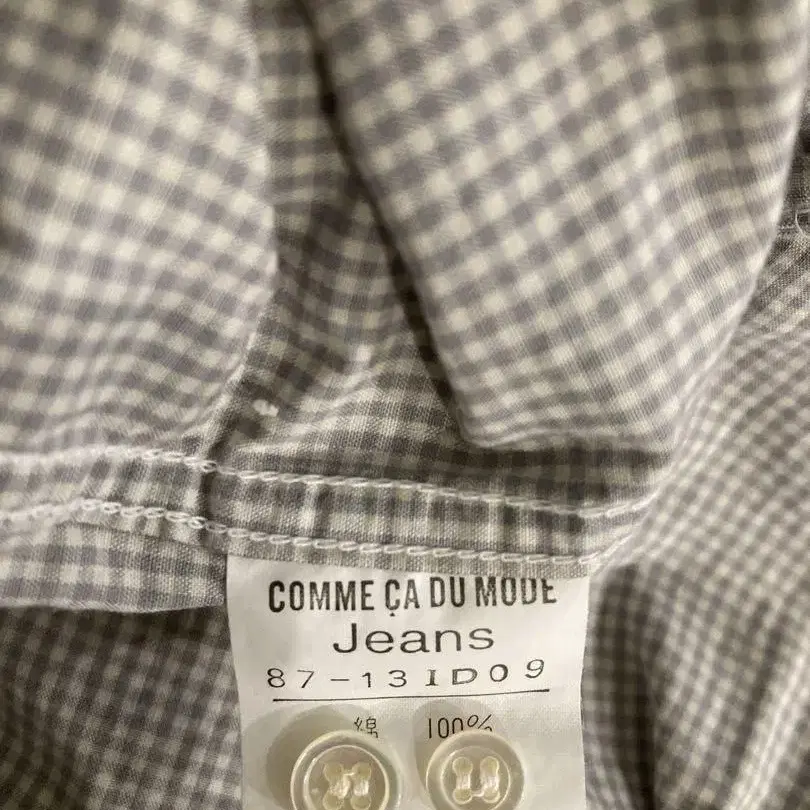 COMME ÇA DU MODE
Jeans
87-13ID09
綿 100%